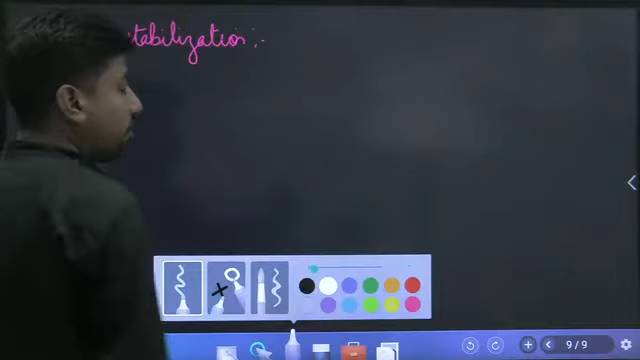 tabilization :-
9 / 9